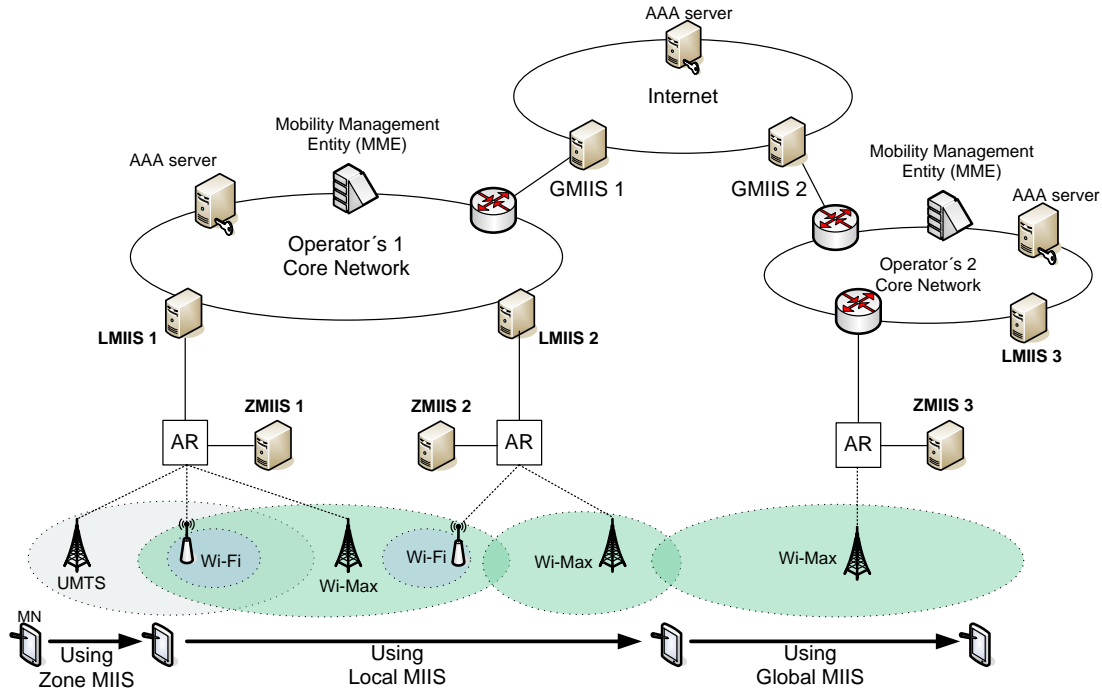 AAA server
Internet
GMIIS 1
GMIIS 2
Mobility Management
Entity (MME)
AAA server
Operator´s 1
Core Network
Mobility Management
Entity (MME)
AAA server
Operator´s 2
Core Network
LMIIS 1
LMIIS 2
LMIIS 3
ZMIIS 1
ZMIIS 2
ZMIIS 3
AR
AR
AR
UMTS
Wi-Fi
Wi-Max
Wi-Fi
Wi-Max
Wi-Max
MN
Using
Zone MIIS
Using
Local MIIS
Using
Global MIIS